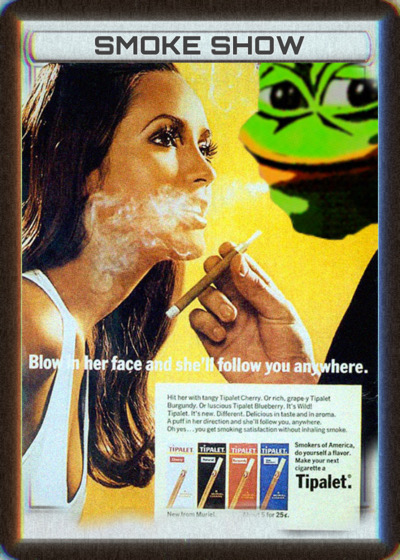 SMOKE SHOW
Blow in her face and she'll follow you anywhere.
Hit her with tangy Tipalet Cherry. Or rich, grape-y Tipalet
Burgundy. Or luscious Tipalet Blueberry. It's Wild!
Tipalet. It's new. Different. Delicious in taste and in aroma.
A puff in her direction and she'll follow you, anywhere.
Oh yes... you get smoking satisfaction without inhaling smoke.
TIPALET TIPALET TIPALET TIPALET
Smokers of America,
do yourself a flavor.
Make your next
cigarette a
Tipalet.
New from Muriel. 5 for 25¢.